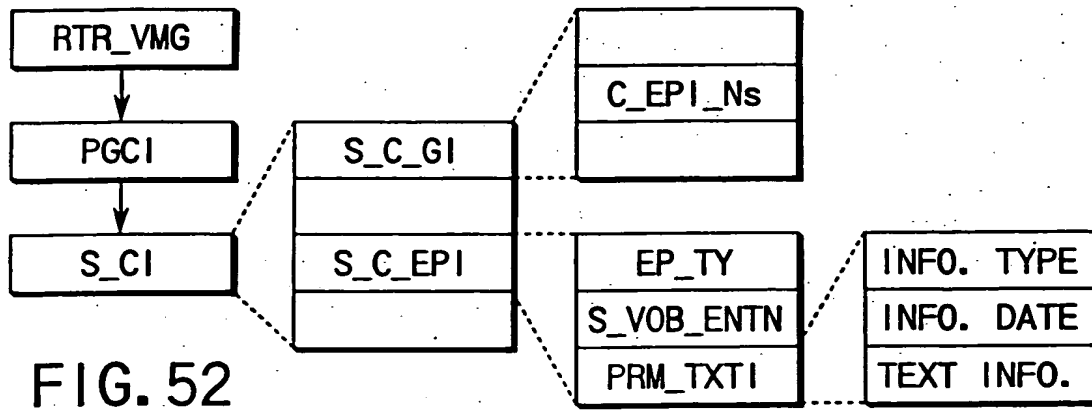 RTR_VMG
PGCI
S_CI
S_C_GI
S_C_EPI
C_EPI_Ns
EP_TY
S_VOB_ENTN
PRM_TXTI
INFO. TYPE
INFO. DATE
TEXT INFO.
FIG. 52